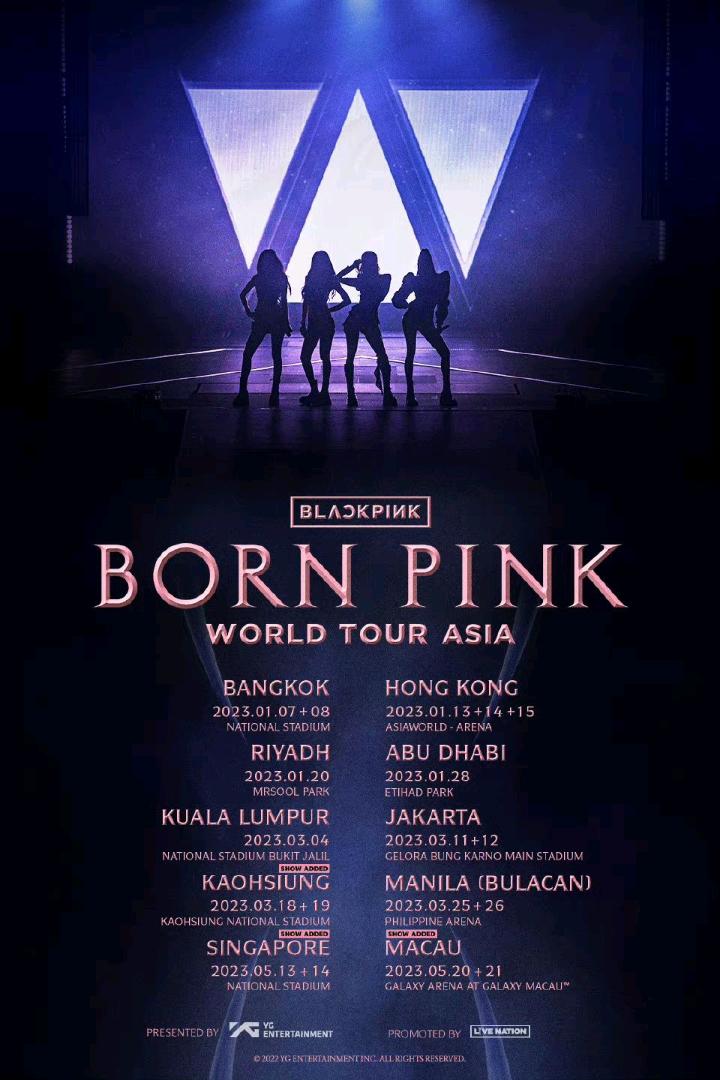 BLACKPINK
BORN PINK
WORLD TOUR ASIA
BANGKOK
2023.01.07+08
NATIONAL STADIUM
HONG KONG
2023.01.13+14+15
ASIAWORLD - ARENA
RIYADH
2023.01.20
MRSOOL PARK
ABU DHABI
2023.01.28
ETIHAD PARK
KUALA LUMPUR
2023.03.04
NATIONAL STADIUM BUKIT JALIL
JAKARTA
2023.03.11+12
GELORA BUNG KARNO MAIN STADIUM
SHOW ADDED
KAOHSIUNG
2023.03.18+19
KAOHSIUNG NATIONAL STADIUM
MANILA (BULACAN)
2023.03.25+26
PHILIPPINE ARENA
SHOW ADDED
SINGAPORE
2023.05.13+14
NATIONAL STADIUM
SHOW ADDED
MACAU
2023.05.20+21
GALAXY ARENA AT GALAXY MACAU™
PRESENTED BY YG YG
ENTERTAINMENT
PROMOTED BY LIVE NATION
© 2022 YG ENTERTAINMENT INC. ALL RIGHTS RESERVED.